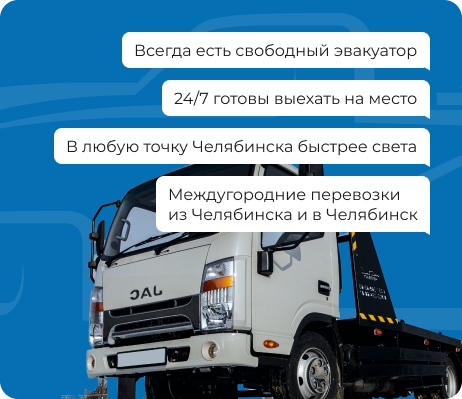 Всегда есть свободный эвакуатор
24/7 готовы выехать на место
В любую точку Челябинска быстрее света
Междугородние перевозки
из Челябинска и в Челябинск